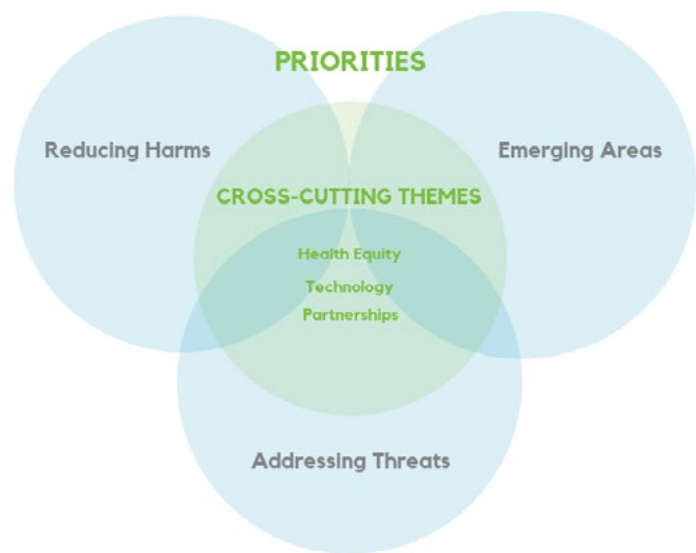 PRIORITIES
Reducing Harms
Emerging Areas
CROSS-CUTTING THEMES
Health Equity
Technology
Partnerships
Addressing Threats